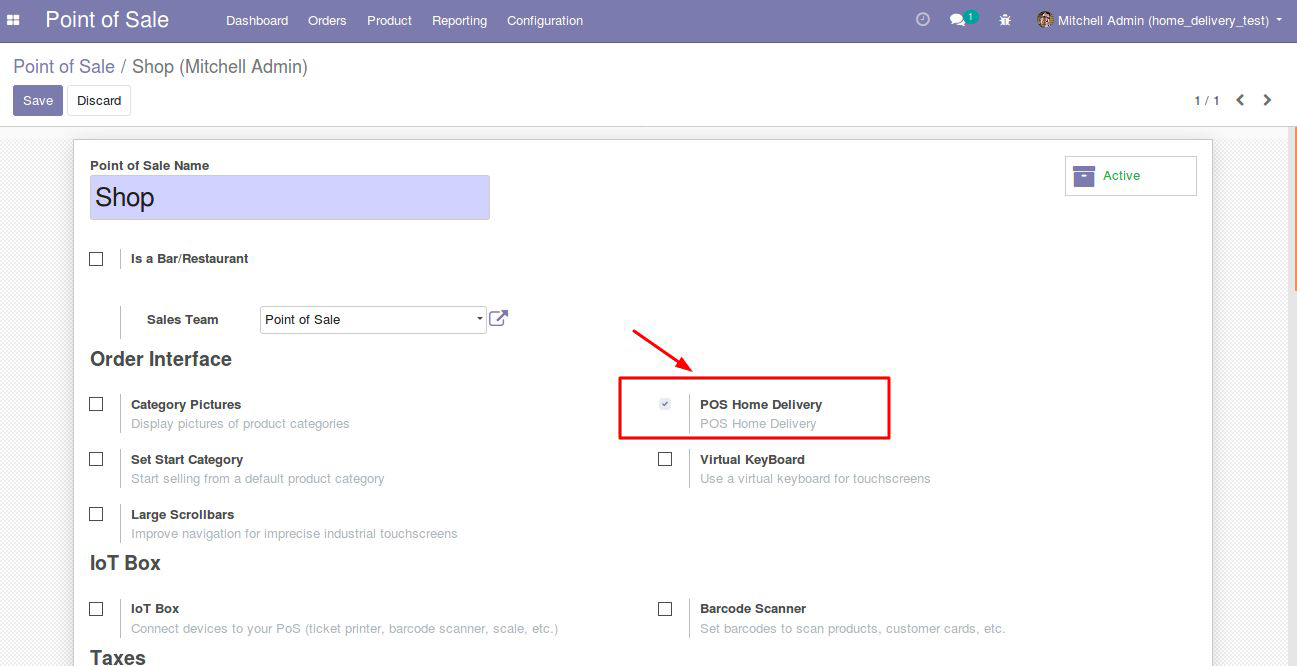 Point of Sale Dashboard Orders Product Reporting Configuration 1 Mitchell Admin (home_delivery_test)
Point of Sale / Shop (Mitchell Admin)
Save Discard 1 / 1
Point of Sale Name
Active
Shop
Is a Bar/Restaurant
Sales Team Point of Sale
Order Interface
Category Pictures POS Home Delivery
Display pictures of product categories POS Home Delivery
Set Start Category Virtual KeyBoard
Start selling from a default product category Use a virtual keyboard for touchscreens
Large Scrollbars
Improve navigation for imprecise industrial touchscreens
IoT Box
IoT Box Barcode Scanner
Connect devices to your PoS (ticket printer, barcode scanner, scale, etc.) Set barcodes to scan products, customer cards, etc.
Taxes